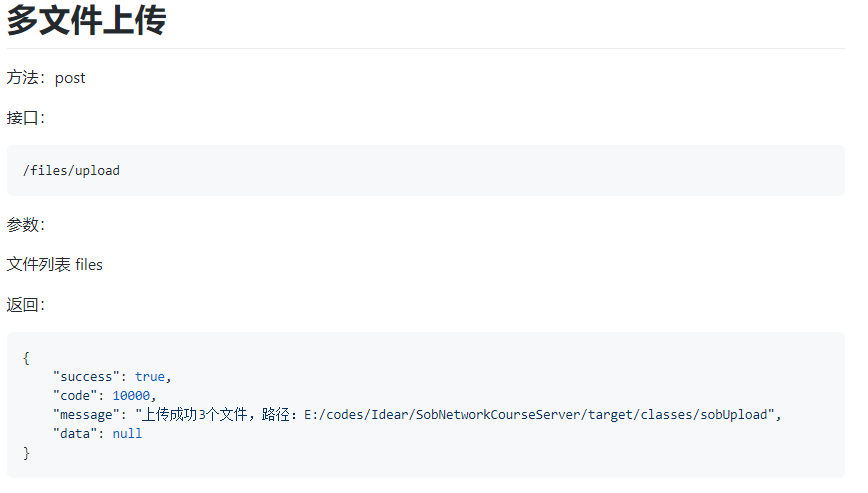 多文件上传
方法：post
接口：
/files/upload
参数：
文件列表 files
返回：
{
    "success": true,
    "code": 10000,
    "message": "上传成功3个文件，路径：E:/codes/Idear/SobNetworkCourseServer/target/classes/sobUpload",
    "data": null
}